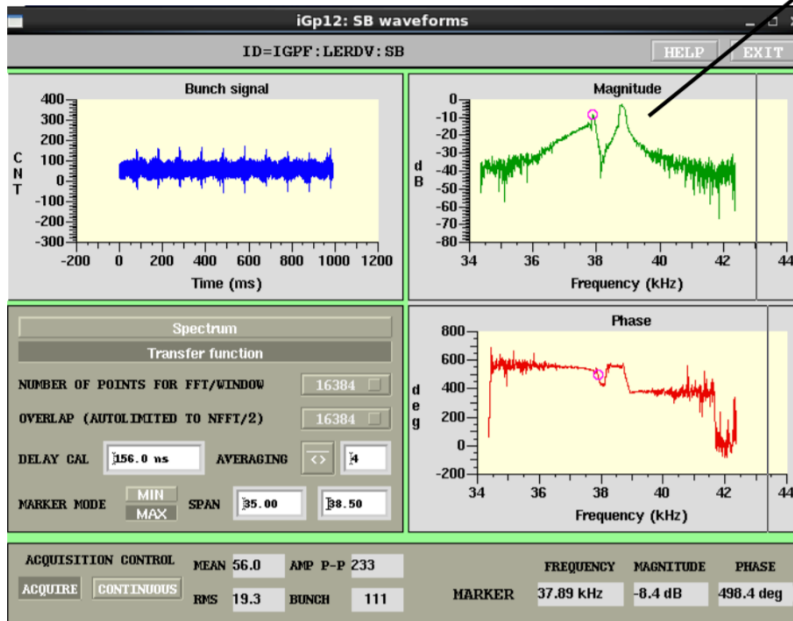 iGp12: SB waveforms
ID=IGPF:LERDV:SB
HELP
EXIT
Bunch signal
400
300
200
100
0
-100
-200
-300
CNT
-200 0 200 400 600 800 1000 1200
Time (ms)
Magnitude
0
-10
-20
-30
-40
-50
-60
-70
-80
dB
34 36 38 40 42 44
Frequency (kHz)
Spectrum
Transfer function
NUMBER OF POINTS FOR FFT/WINDOW 16384
OVERLAP (AUTOLIMITED TO NFFT/2) 16384
DELAY CAL 156.0 ns AVERAGING <> 4
MARKER MODE MIN MAX SPAN 35.00 38.50
Phase
800
600
400
200
0
-200
deg
34 36 38 40 42 44
Frequency (kHz)
ACQUISITION CONTROL
ACQUIRE CONTINUOUS
MEAN 56.0 AMP P-P 233
RMS 19.3 BUNCH 111
FREQUENCY MAGNITUDE PHASE
MARKER 37.89 kHz -8.4 dB 498.4 deg